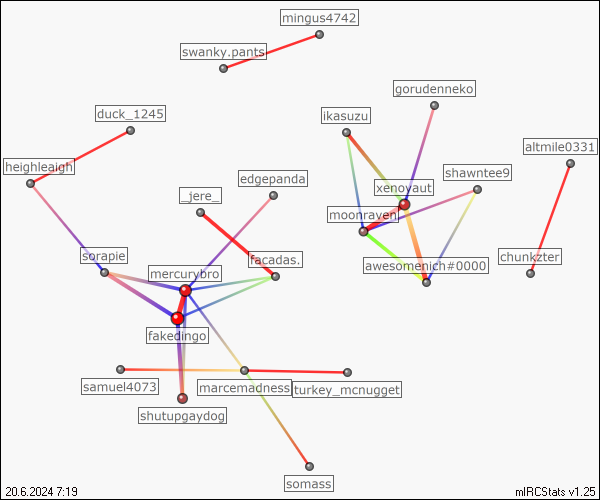 mingus4742
swanky.pants
gorudenneko
duck_1245
ikasuzu
altmile0331
heighleaigh
shawntee9
edgepanda
xenovaut
_jere_
moonraven
sorapie
facadas.
chunkzter
awesomenich#0000
mercurybro
fakedingo
samuel4073
marcemadness
turkey_mcnugget
shutupgaydog
somass
20.6.2024 7:19
mIRCStats v1.25